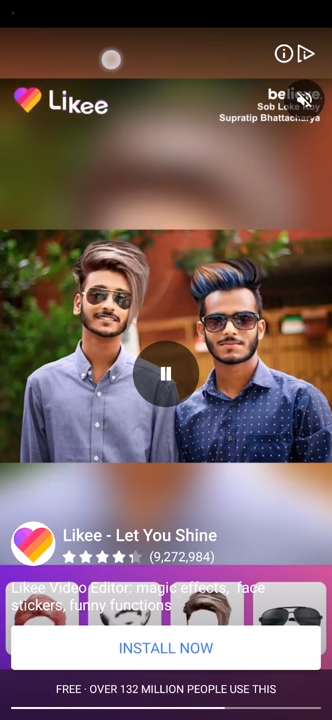 Likee
believe
Sob Loke Koy
Supratip Bhattacharya
Likee - Let You Shine
(9,272,984)
Likee Video Editor: magic effects, face
stickers, funny functions
INSTALL NOW
FREE · OVER 132 MILLION PEOPLE USE THIS